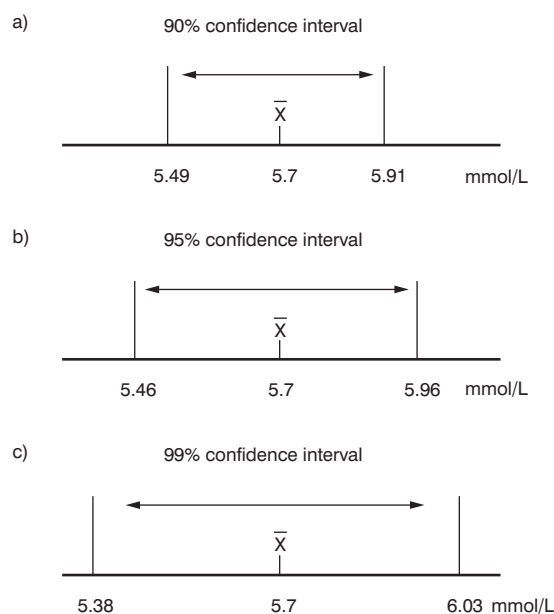 a)
90% confidence interval
X̅
5.49 5.7 5.91 mmol/L
b)
95% confidence interval
X̅
5.46 5.7 5.96 mmol/L
c)
99% confidence interval
X̅
5.38 5.7 6.03 mmol/L